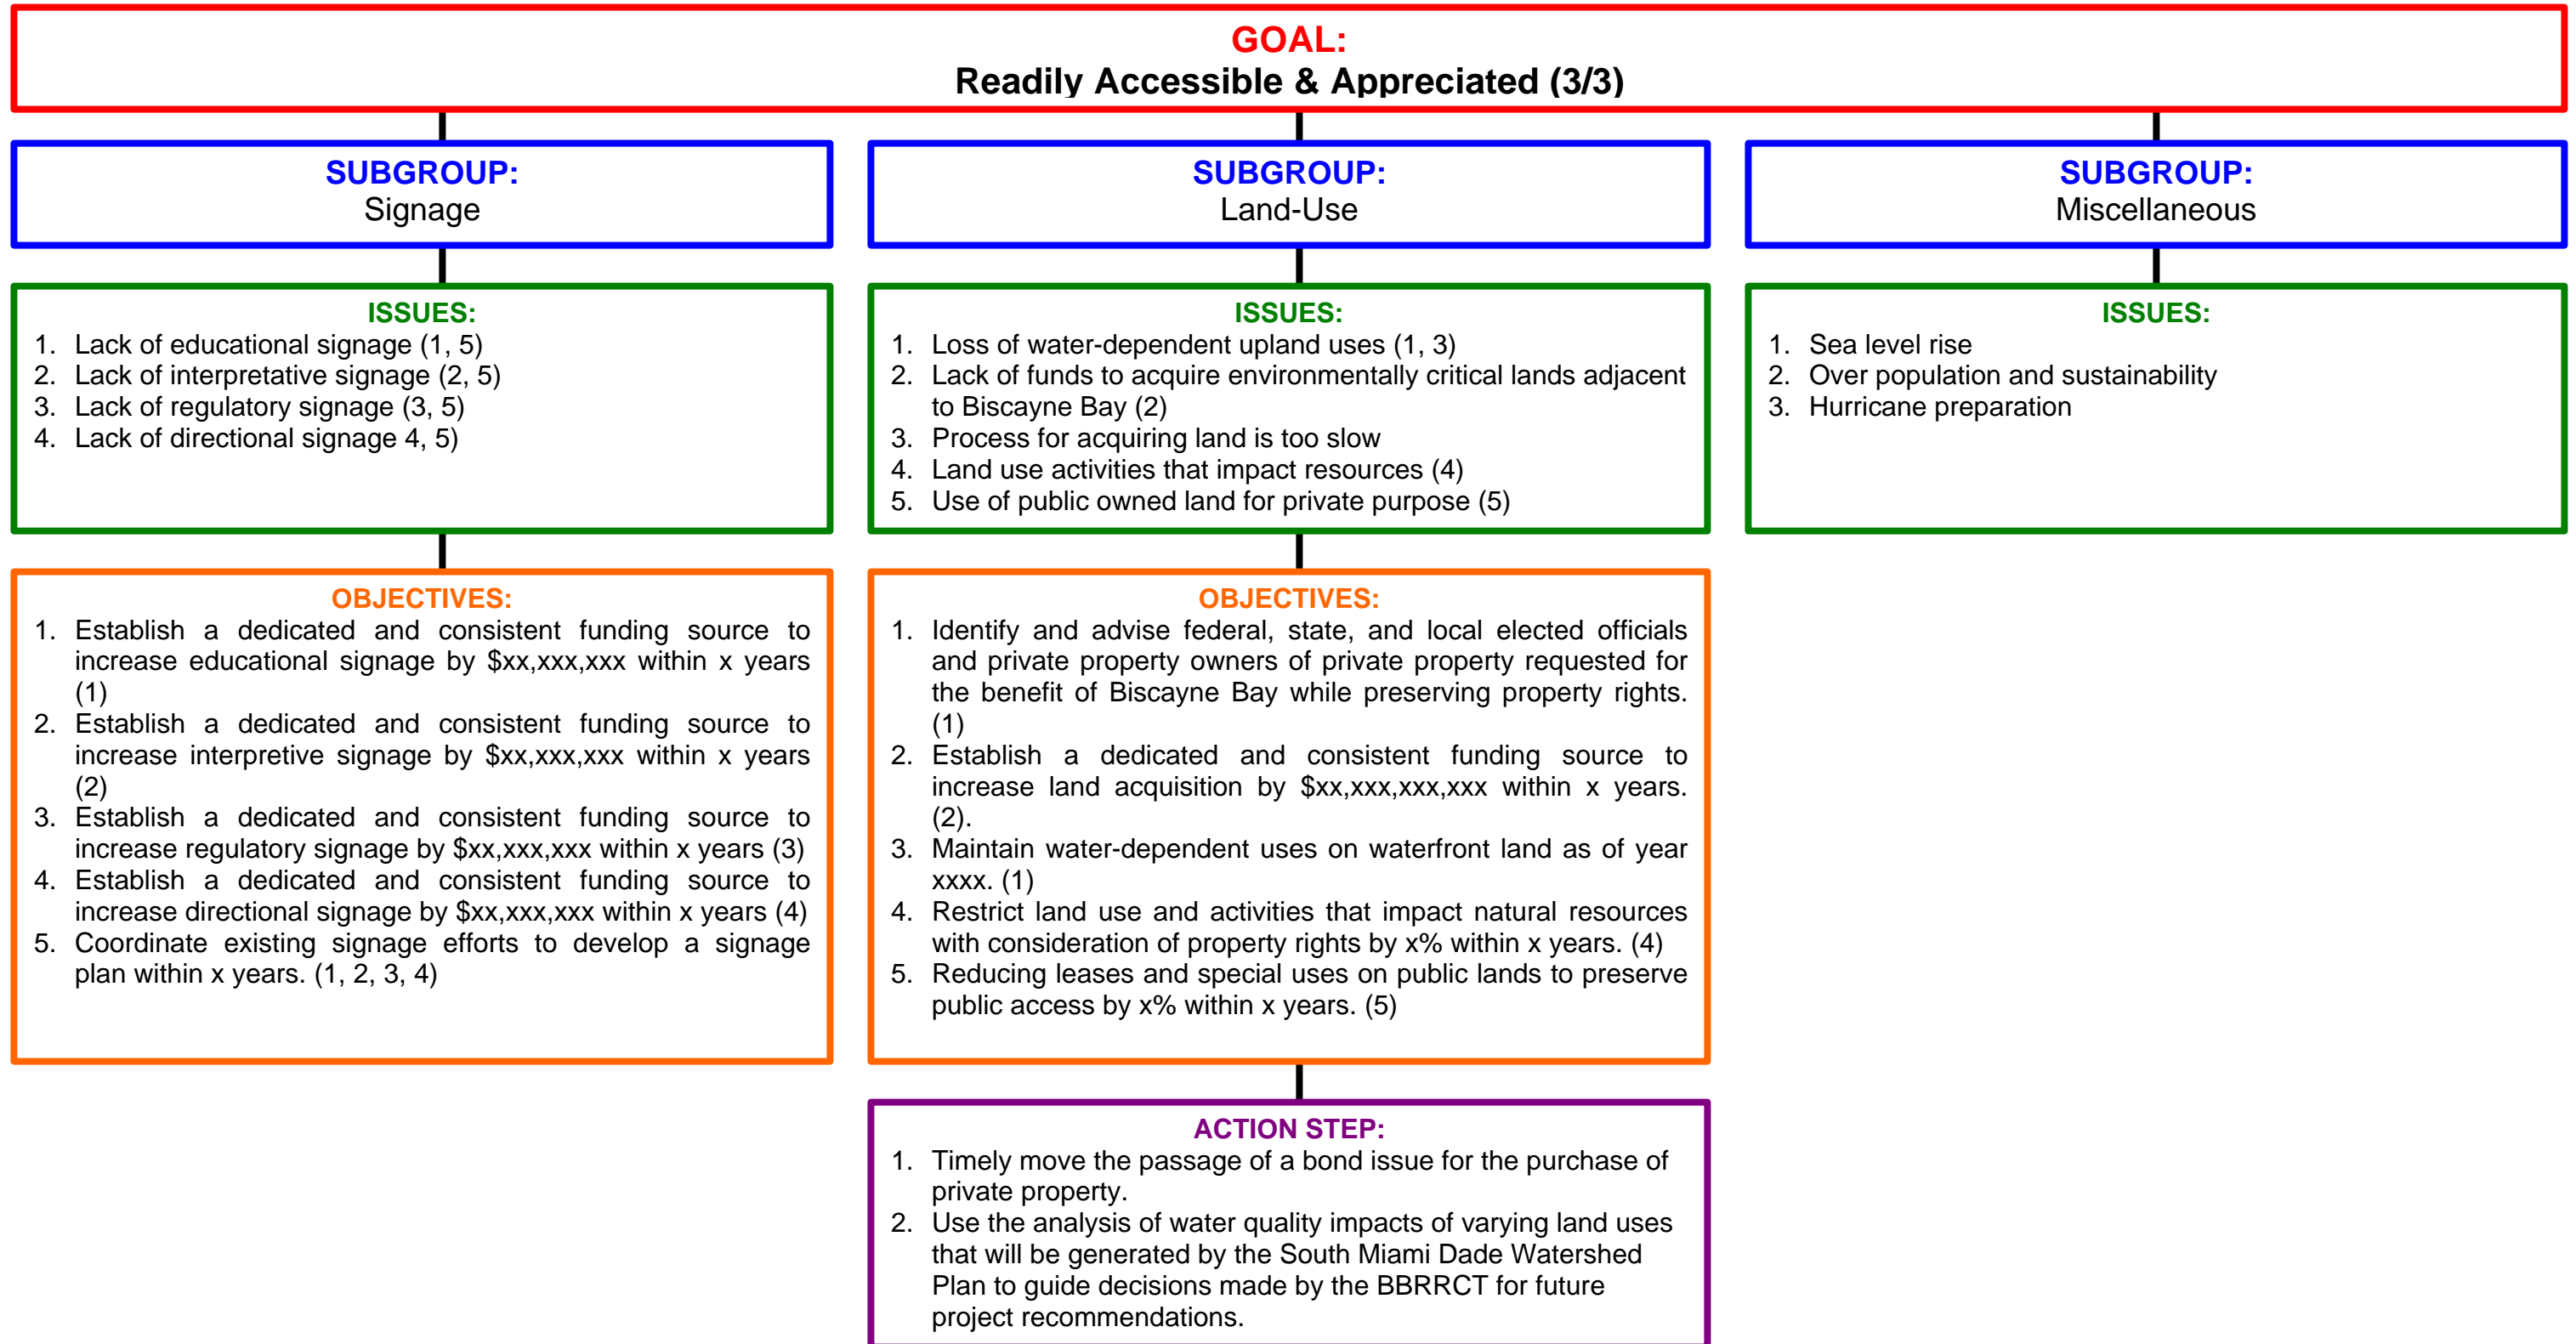 GOAL:
Readily Accessible & Appreciated (3/3)
SUBGROUP:
Signage
SUBGROUP:
Land-Use
SUBGROUP:
Miscellaneous
ISSUES:
1. Lack of educational signage (1, 5)
2. Lack of interpretative signage (2, 5)
3. Lack of regulatory signage (3, 5)
4. Lack of directional signage 4, 5)
ISSUES:
1. Loss of water-dependent upland uses (1, 3)
2. Lack of funds to acquire environmentally critical lands adjacent
to Biscayne Bay (2)
3. Process for acquiring land is too slow
4. Land use activities that impact resources (4)
5. Use of public owned land for private purpose (5)
ISSUES:
1. Sea level rise
2. Over population and sustainability
3. Hurricane preparation
OBJECTIVES:
1. Establish a dedicated and consistent funding source to
increase educational signage by $xx,xxx,xxx within x years
(1)
2. Establish a dedicated and consistent funding source to
increase interpretive signage by $xx,xxx,xxx within x years
(2)
3. Establish a dedicated and consistent funding source to
increase regulatory signage by $xx,xxx,xxx within x years (3)
4. Establish a dedicated and consistent funding source to
increase directional signage by $xx,xxx,xxx within x years (4)
5. Coordinate existing signage efforts to develop a signage
plan within x years. (1, 2, 3, 4)
OBJECTIVES:
1. Identify and advise federal, state, and local elected officials
and private property owners of private property requested for
the benefit of Biscayne Bay while preserving property rights.
(1)
2. Establish a dedicated and consistent funding source to
increase land acquisition by $xx,xxx,xxx,xxx within x years.
(2).
3. Maintain water-dependent uses on waterfront land as of year
xxxx. (1)
4. Restrict land use and activities that impact natural resources
with consideration of property rights by x% within x years. (4)
5. Reducing leases and special uses on public lands to preserve
public access by x% within x years. (5)
ACTION STEP:
1. Timely move the passage of a bond issue for the purchase of
private property.
2. Use the analysis of water quality impacts of varying land uses
that will be generated by the South Miami Dade Watershed
Plan to guide decisions made by the BBRRCT for future
project recommendations.